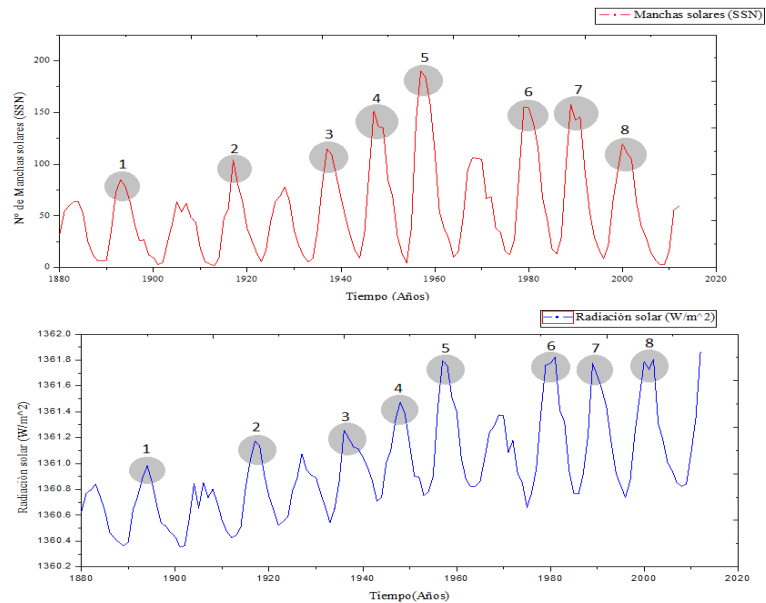 Manchas solares (SSN)
200
150
100
50
0
Nº de Manchas solares (SSN)
1 2 3 4 5 6 7 8
1880 1900 1920 1940 1960 1980 2000 2020
Tiempo (Años)
Radiación solar (W/m^2)
1362.0
1361.8
1361.6
1361.4
1361.2
1361.0
1360.8
1360.6
1360.4
1360.2
Radiaciòn solar (W/m^2)
1 2 3 4 5 6 7 8
1880 1900 1920 1940 1960 1980 2000 2020
Tiempo(Años)